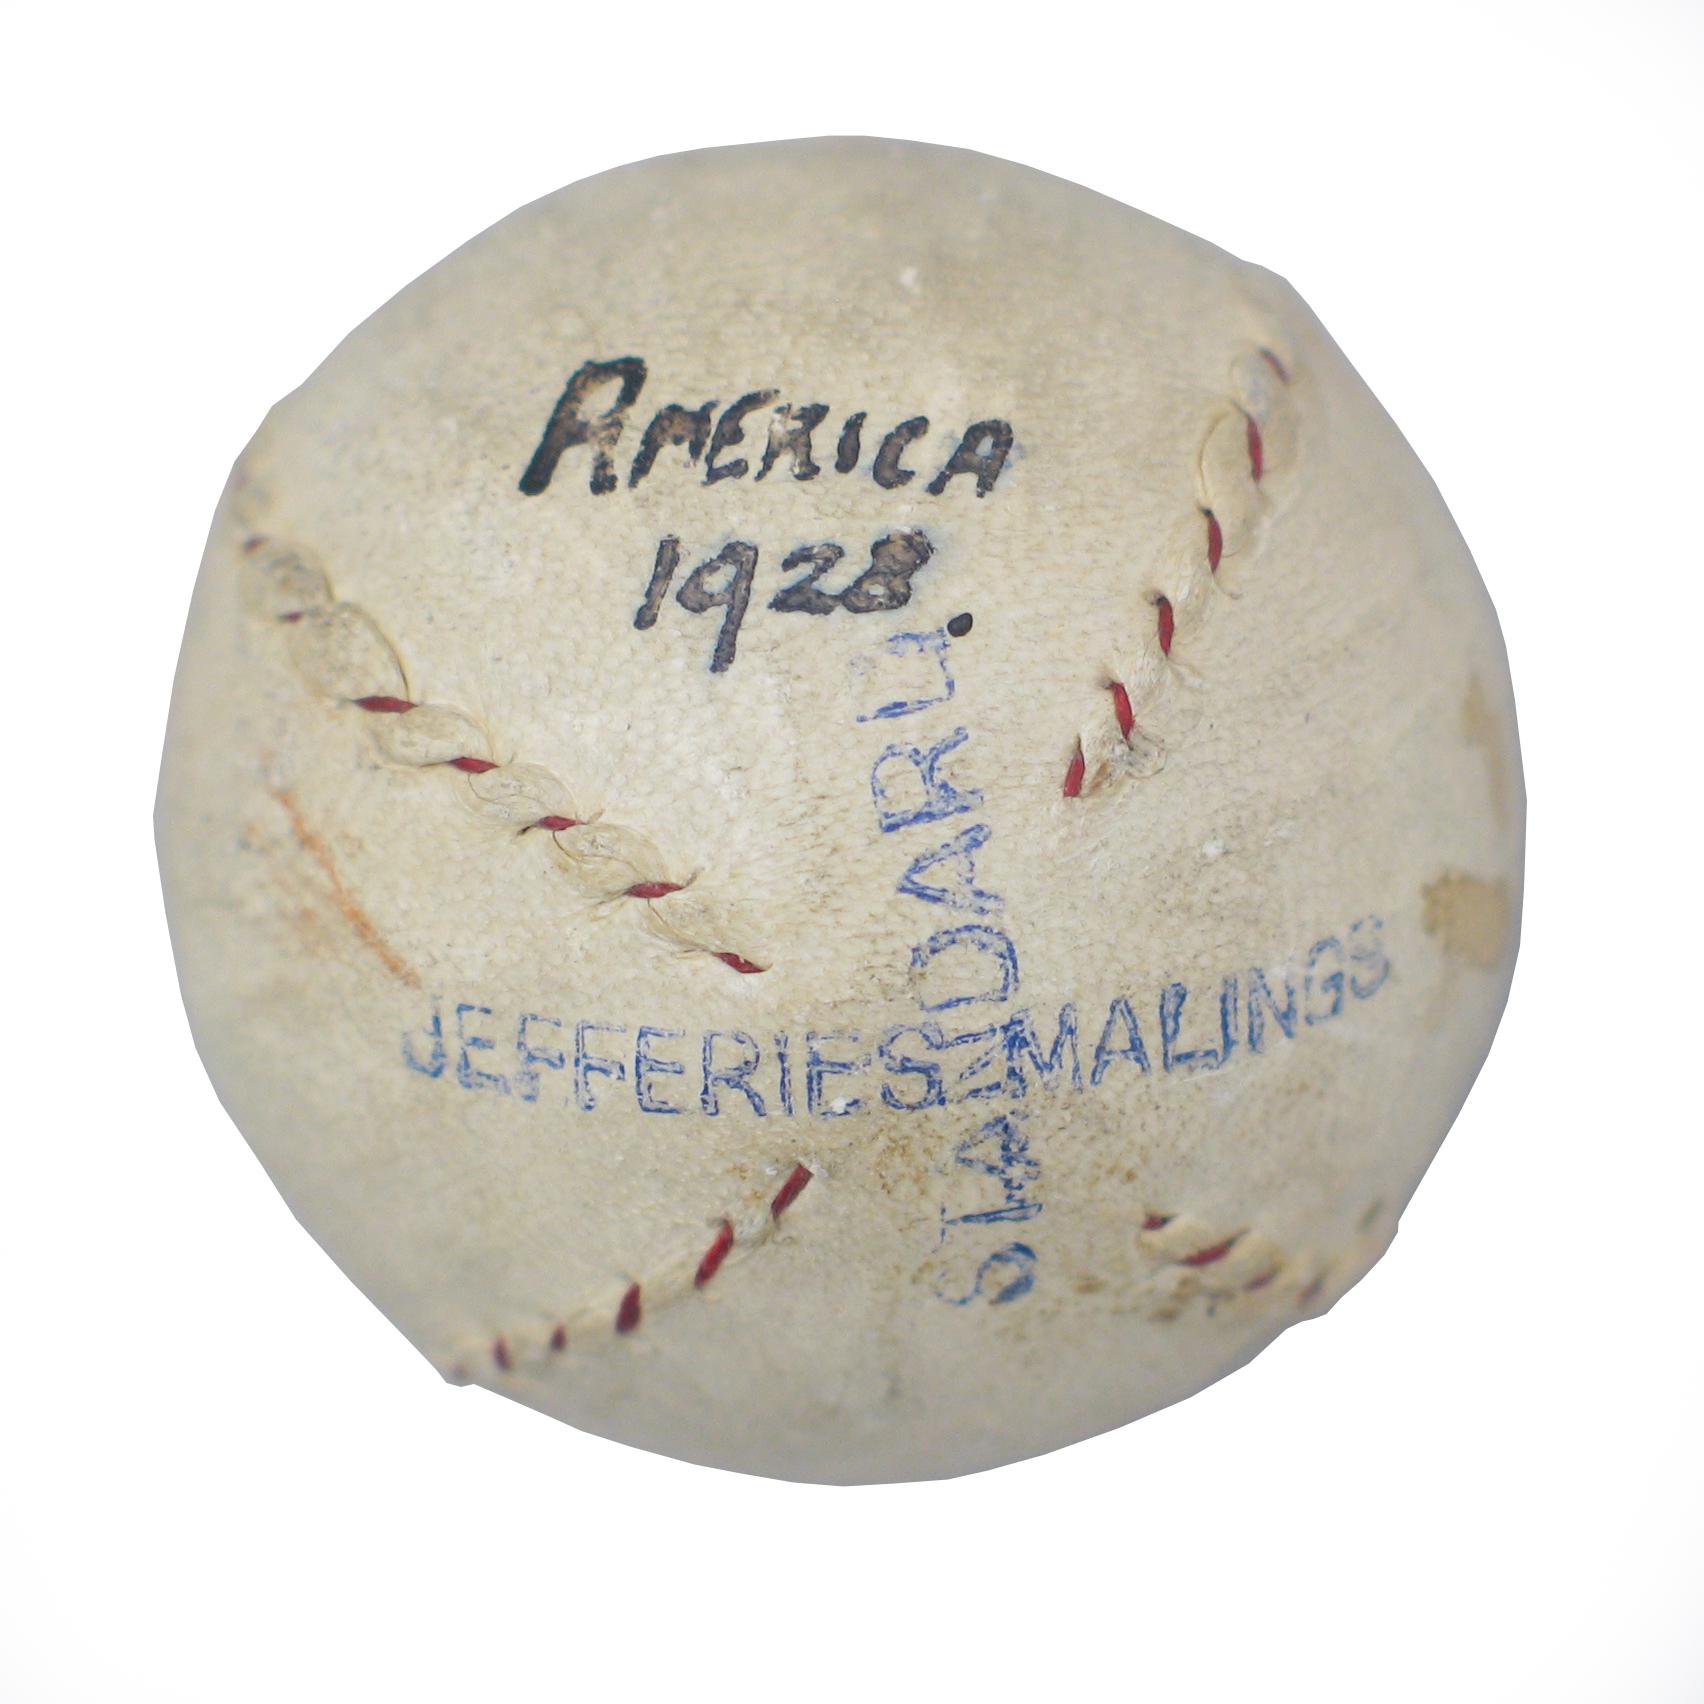 AMERICA
1928.
STANDARD
JEFFERIES MALINGS